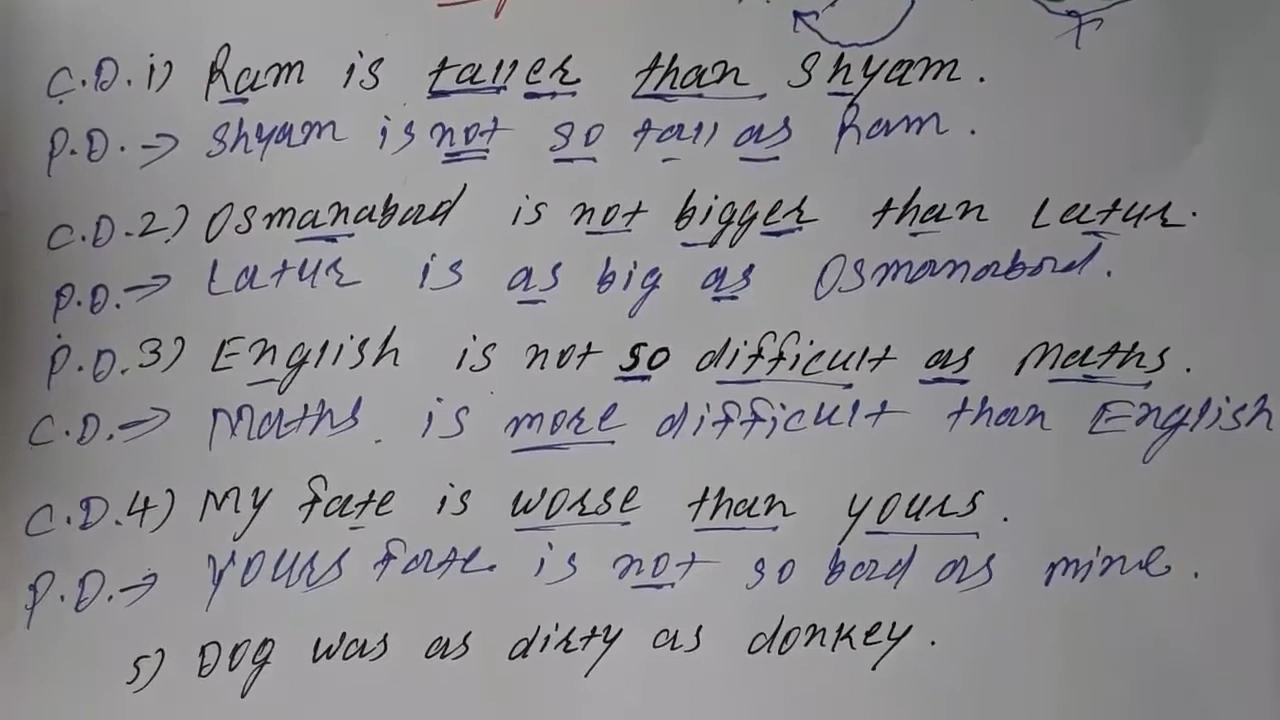 C.D. 1) Ram is taller than Shyam.
P.D. → Shyam is not so tall as Ram.
C.D. 2) Osmanabad is not bigger than Latur.
P.D. → Latur is as big as Osmanabad.
P.D. 3) English is not so difficult as Maths.
C.D. → Maths is more difficult than English
C.D. 4) My fate is worse than yours.
P.D. → Yours fate is not so bad as mine.
5) Dog was as dirty as donkey.